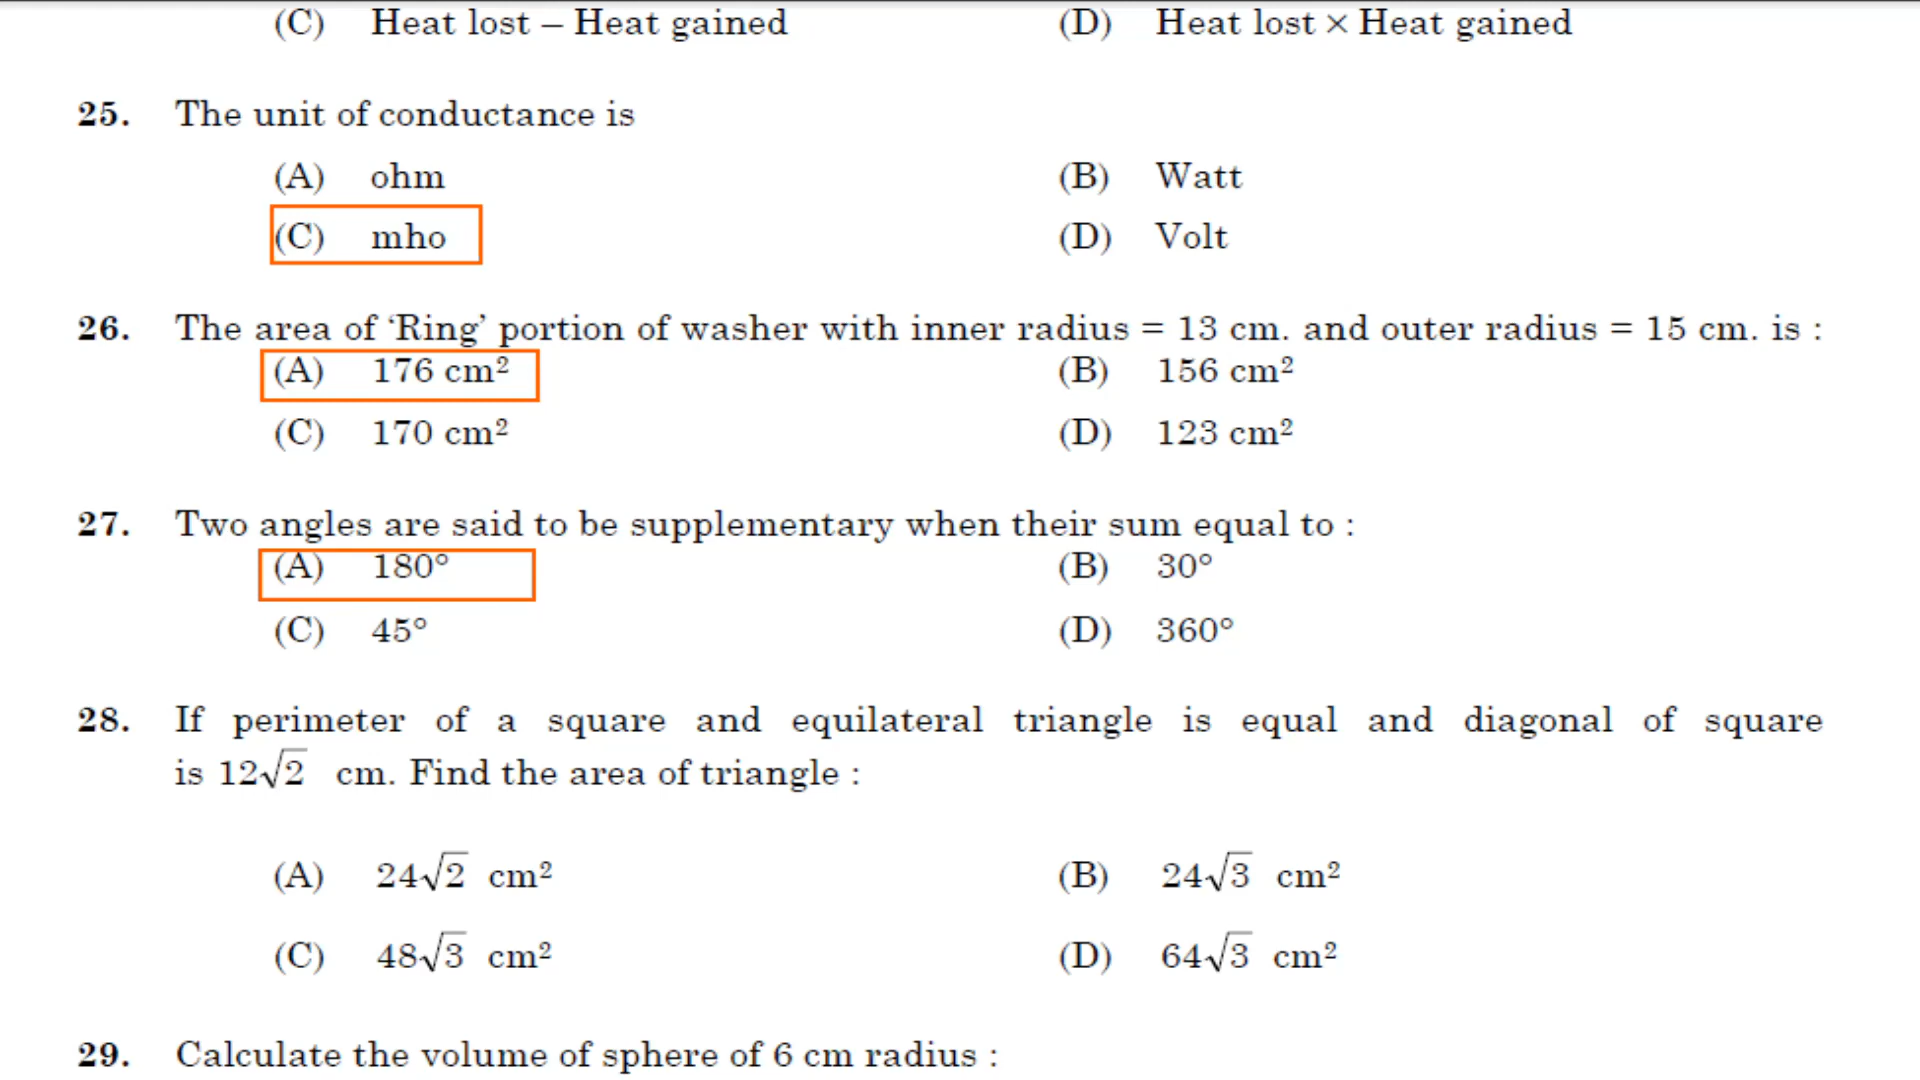 (C) Heat lost – Heat gained (D) Heat lost × Heat gained
25. The unit of conductance is
(A) ohm (B) Watt
(C) mho (D) Volt
26. The area of ‘Ring’ portion of washer with inner radius = 13 cm. and outer radius = 15 cm. is :
(A) 176 cm² (B) 156 cm²
(C) 170 cm² (D) 123 cm²
27. Two angles are said to be supplementary when their sum equal to :
(A) 180° (B) 30°
(C) 45° (D) 360°
28. If perimeter of a square and equilateral triangle is equal and diagonal of square
is 12√2 cm. Find the area of triangle :
(A) 24√2 cm² (B) 24√3 cm²
(C) 48√3 cm² (D) 64√3 cm²
29. Calculate the volume of sphere of 6 cm radius :